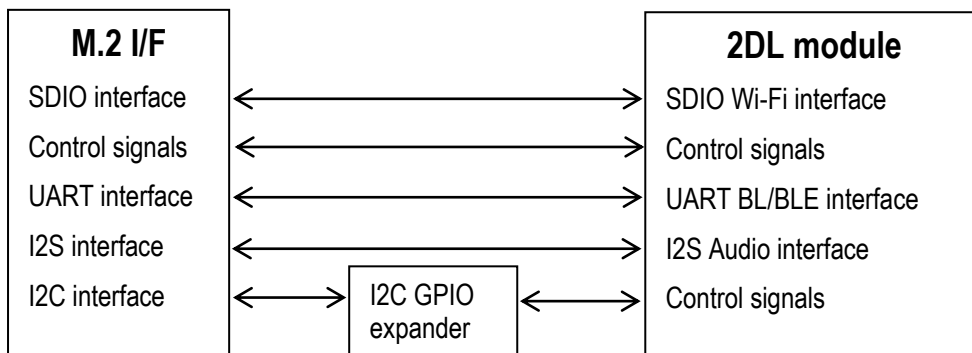 M.2 I/F
SDIO interface
Control signals
UART interface
I2S interface
I2C interface
I2C GPIO
expander
2DL module
SDIO Wi-Fi interface
Control signals
UART BL/BLE interface
I2S Audio interface
Control signals